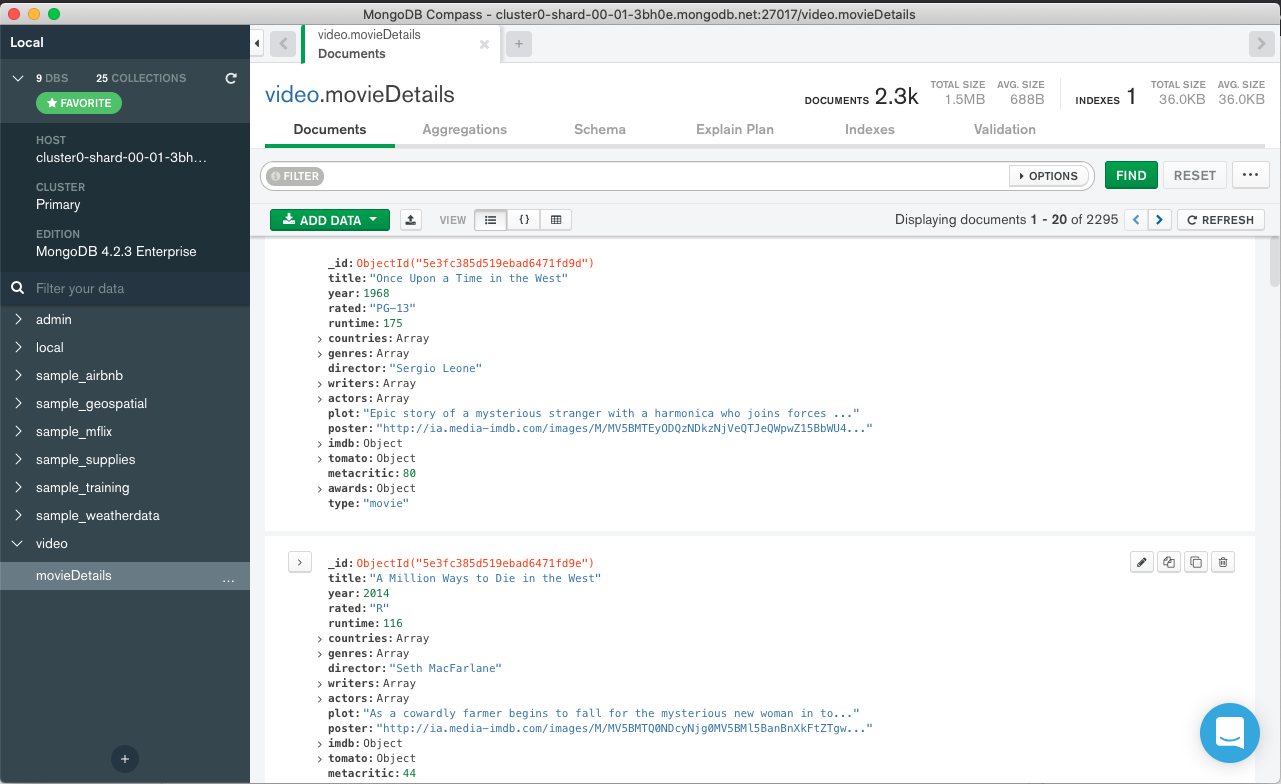 MongoDB Compass - cluster0-shard-00-01-3bh0e.mongodb.net:27017/video.movieDetails
Local
9 DBS 25 COLLECTIONS
FAVORITE
HOST
cluster0-shard-00-01-3bh...
CLUSTER
Primary
EDITION
MongoDB 4.2.3 Enterprise
Filter your data
admin
local
sample_airbnb
sample_geospatial
sample_mflix
sample_supplies
sample_training
sample_weatherdata
video
movieDetails ...
+
video.movieDetails
Documents
+
video.movieDetails
DOCUMENTS 2.3k TOTAL SIZE 1.5MB AVG. SIZE 688B INDEXES 1 TOTAL SIZE 36.0KB AVG. SIZE 36.0KB
Documents Aggregations Schema Explain Plan Indexes Validation
FILTER OPTIONS FIND RESET ...
ADD DATA VIEW {} Displaying documents 1 - 20 of 2295 < > REFRESH
_id: ObjectId("5e3fc385d519ebad6471fd9d")
title: "Once Upon a Time in the West"
year: 1968
rated: "PG-13"
runtime: 175
> countries: Array
> genres: Array
director: "Sergio Leone"
> writers: Array
> actors: Array
plot: "Epic story of a mysterious stranger with a harmonica who joins forces ..."
poster: "http://ia.media-imdb.com/images/M/MV5BMTEyODQzNDkzNjVeQTJeQWpwZ15BbWU4..."
> imdb: Object
> tomato: Object
metacritic: 80
> awards: Object
type: "movie"
_id: ObjectId("5e3fc385d519ebad6471fd9e")
title: "A Million Ways to Die in the West"
year: 2014
rated: "R"
runtime: 116
> countries: Array
> genres: Array
director: "Seth MacFarlane"
> writers: Array
> actors: Array
plot: "As a cowardly farmer begins to fall for the mysterious new woman in to..."
poster: "http://ia.media-imdb.com/images/M/MV5BMTQ0NDcyNjg0MV5BMl5BanBnXkFtZTgw..."
> imdb: Object
> tomato: Object
metacritic: 44